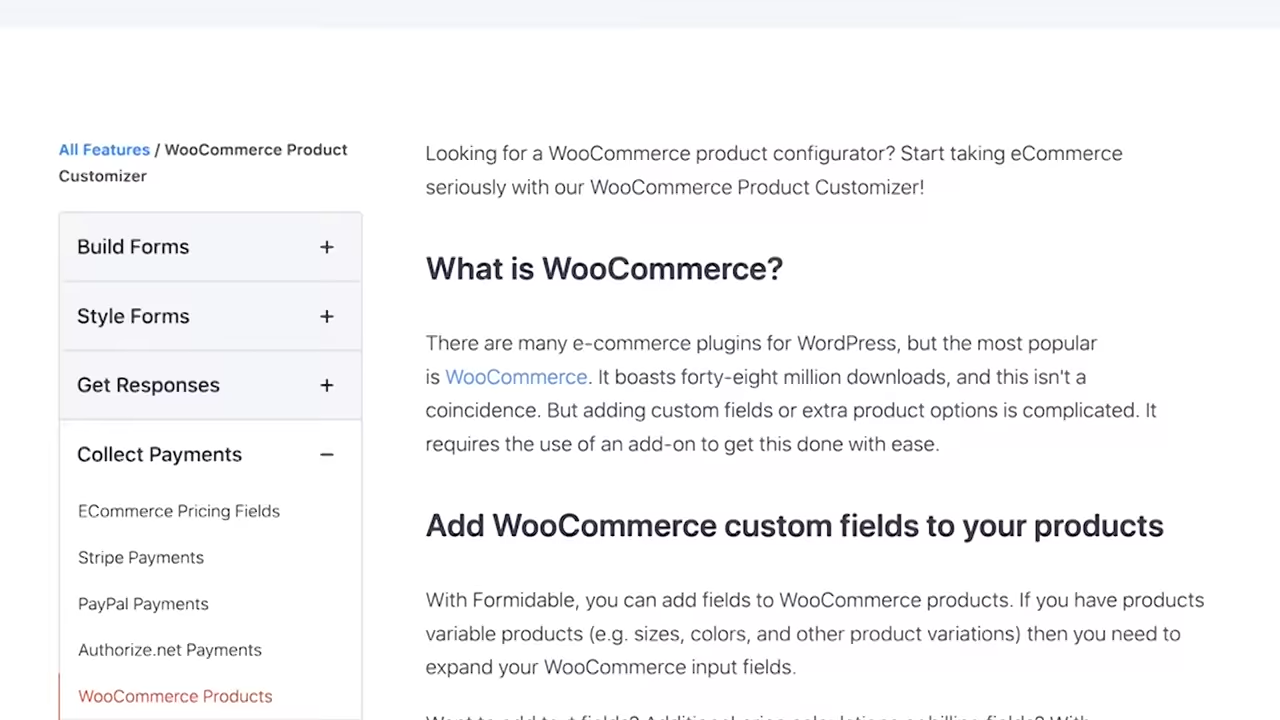 All Features / WooCommerce Product
Customizer
Build Forms +
Style Forms +
Get Responses +
Collect Payments −
ECommerce Pricing Fields
Stripe Payments
PayPal Payments
Authorize.net Payments
WooCommerce Products
Looking for a WooCommerce product configurator? Start taking eCommerce
seriously with our WooCommerce Product Customizer!
What is WooCommerce?
There are many e-commerce plugins for WordPress, but the most popular
is WooCommerce. It boasts forty-eight million downloads, and this isn't a
coincidence. But adding custom fields or extra product options is complicated. It
requires the use of an add-on to get this done with ease.
Add WooCommerce custom fields to your products
With Formidable, you can add fields to WooCommerce products. If you have products
variable products (e.g. sizes, colors, and other product variations) then you need to
expand your WooCommerce input fields.